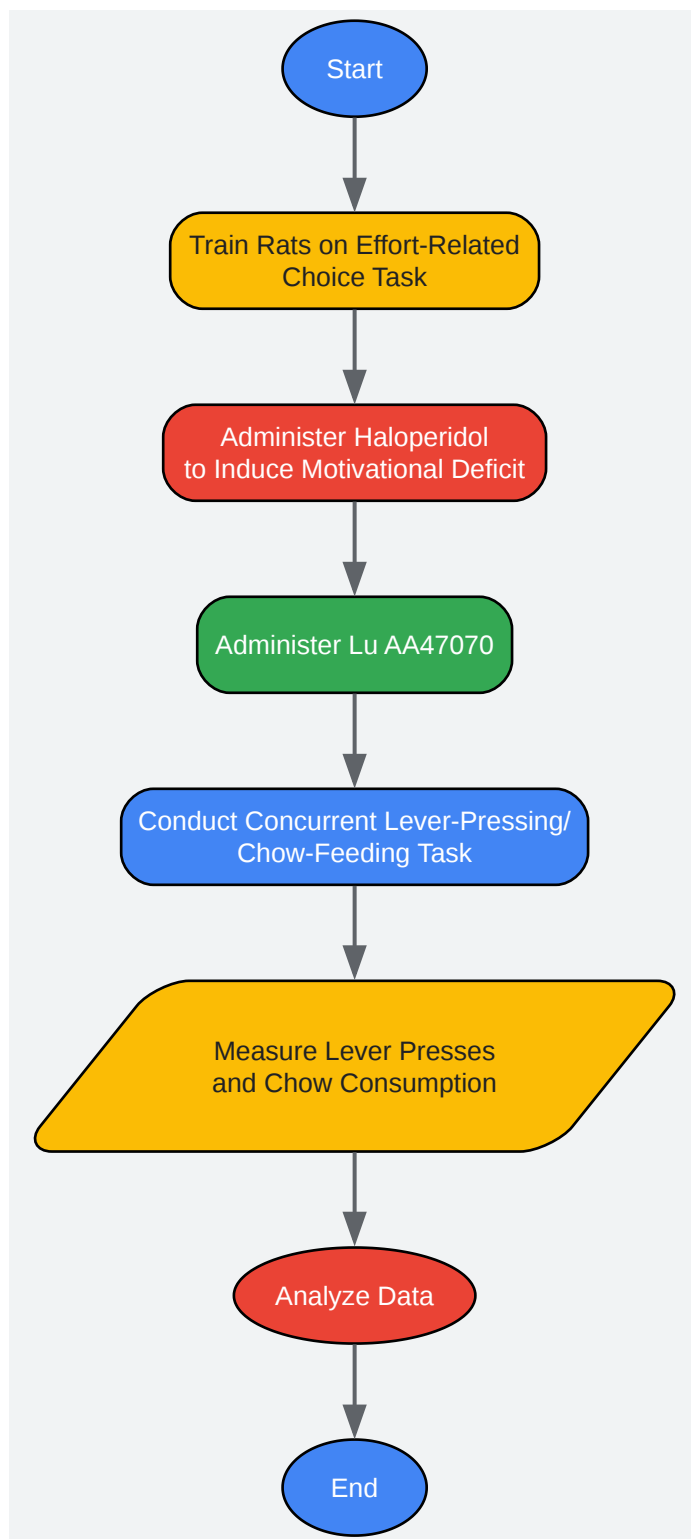 Start
Train Rats on Effort-Related
Choice Task
Administer Haloperidol
to Induce Motivational Deficit
Administer Lu AA47070
Conduct Concurrent Lever-Pressing/
Chow-Feeding Task
Measure Lever Presses
and Chow Consumption
Analyze Data
End